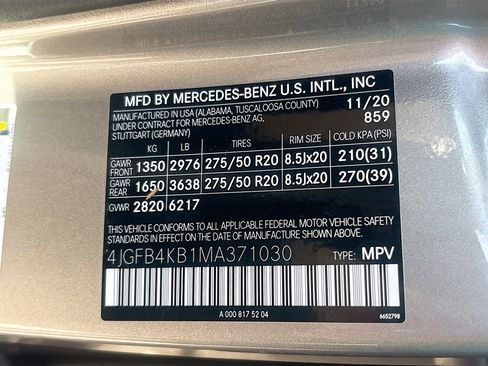 MFD BY MERCEDES-BENZ U.S. INTL., INC
MANUFACTURED IN USA (ALABAMA, TUSCALOOSA COUNTY) 11/20
UNDER CONTRACT FOR MERCEDES-BENZ AG, 859
STUTTGART (GERMANY)
KG LB TIRES RIM SIZE COLD KPA (PSI)
GAWR FRONT 1350 2976 275/50 R20 8.5Jx20 210(31)
GAWR REAR 1650 3638 275/50 R20 8.5Jx20 270(39)
GVWR 2820 6217
THIS VEHICLE CONFORMS TO ALL APPLICABLE FEDERAL MOTOR VEHICLE SAFETY
STANDARDS IN EFFECT ON THE DATE OF MANUFACTURE SHOWN ABOVE.
4JGFB4KB1MA371030 TYPE: MPV
A 000 817 52 04
6652798